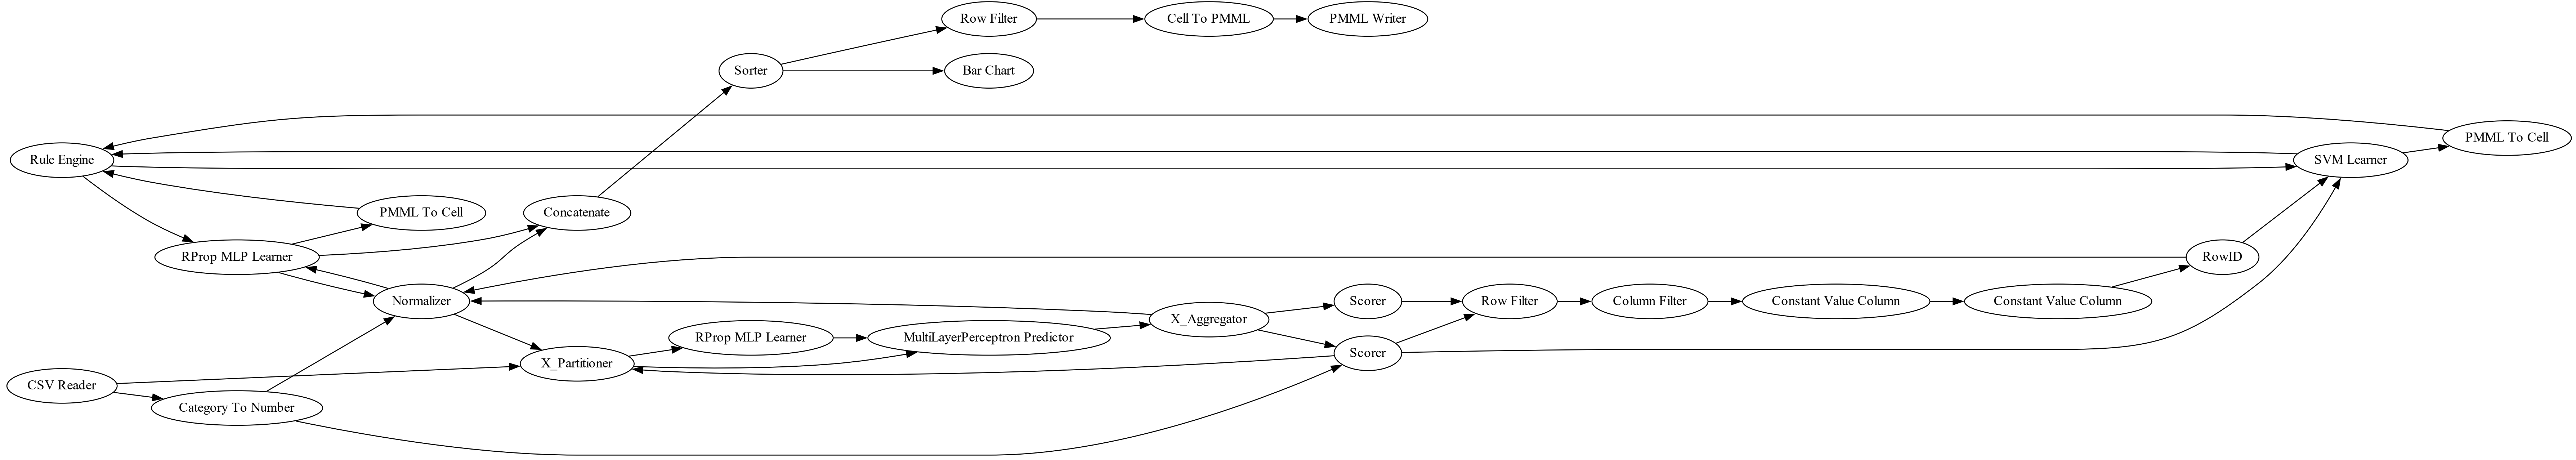 Row Filter
Cell To PMML
PMML Writer
Sorter
Bar Chart
PMML To Cell
Rule Engine
SVM Learner
PMML To Cell
Concatenate
RProp MLP Learner
RowID
Normalizer
Scorer
Row Filter
Column Filter
Constant Value Column
Constant Value Column
X_Aggregator
RProp MLP Learner
MultiLayerPerceptron Predictor
Scorer
X_Partitioner
CSV Reader
Category To Number